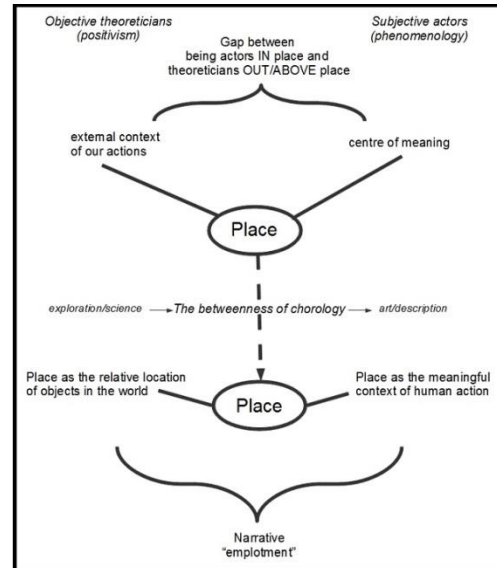 Objective theoreticians
(positivism)
Subjective actors
(phenomenology)
Gap between
being actors IN place and
theoreticians OUT/ABOVE place
external context
of our actions
centre of meaning
Place
exploration/science
The betweenness of chorology
art/description
Place as the relative location
of objects in the world
Place as the meaningful
context of human action
Place
Narrative
"emplotment"